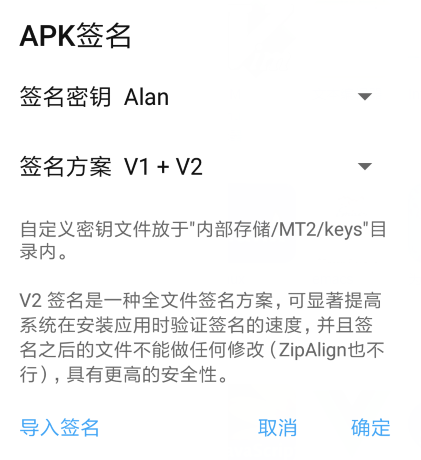 APK签名
签名密钥 Alan
签名方案 V1 + V2
自定义密钥文件放于"内部存储/MT2/keys"目
录内。
V2 签名是一种全文件签名方案，可显著提高
系统在安装应用时验证签名的速度，并且签
名之后的文件不能做任何修改（ZipAlign也不
行），具有更高的安全性。
导入签名 取消 确定